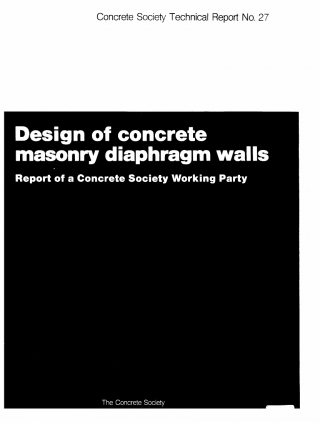 Concrete Society Technical Report No. 27
Design of concrete
masonry diaphragm walls
Report of a Concrete Society Working Party
The Concrete Society